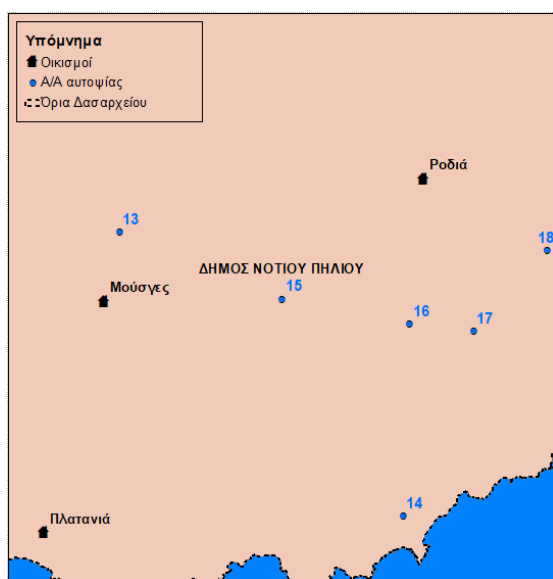 Υπόμνημα
Οικισμοί
Α/Α αυτοψίας
Όρια Δασαρχείου
Ροδιά
13
18
ΔΗΜΟΣ ΝΟΤΙΟΥ ΠΗΛΙΟΥ
Μούσγες
15
16
17
14
Πλατανιά